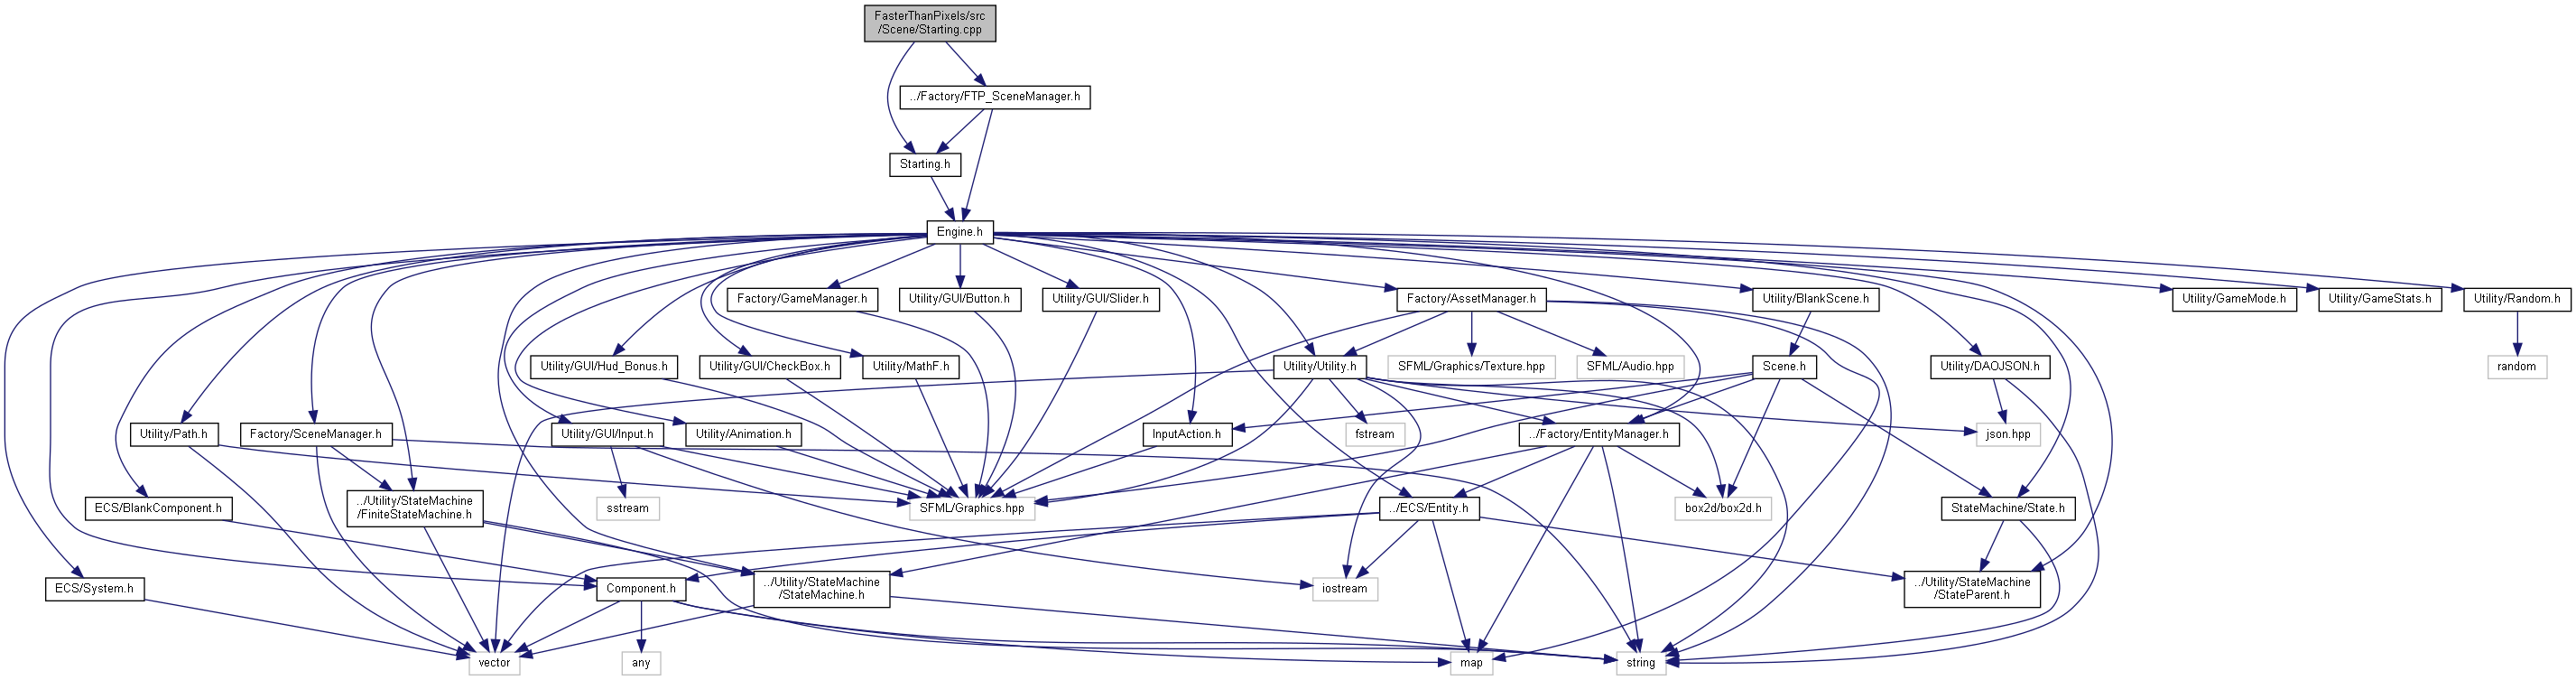 FasterThanPixels/src
/Scene/Starting.cpp
../Factory/FTP_SceneManager.h
Starting.h
Engine.h
Factory/GameManager.h
Utility/GUI/Button.h
Utility/GUI/Slider.h
Factory/AssetManager.h
Utility/BlankScene.h
Utility/GameMode.h
Utility/GameStats.h
Utility/Random.h
Utility/GUI/Hud_Bonus.h
Utility/GUI/CheckBox.h
Utility/MathF.h
Utility/Utility.h
SFML/Graphics/Texture.hpp
SFML/Audio.hpp
Scene.h
Utility/DAOJSON.h
random
Utility/Path.h
Factory/SceneManager.h
Utility/GUI/Input.h
Utility/Animation.h
InputAction.h
fstream
../Factory/EntityManager.h
json.hpp
ECS/BlankComponent.h
../Utility/StateMachine
/FiniteStateMachine.h
sstream
SFML/Graphics.hpp
../ECS/Entity.h
box2d/box2d.h
StateMachine/State.h
ECS/System.h
Component.h
../Utility/StateMachine
/StateMachine.h
iostream
../Utility/StateMachine
/StateParent.h
vector
any
map
string